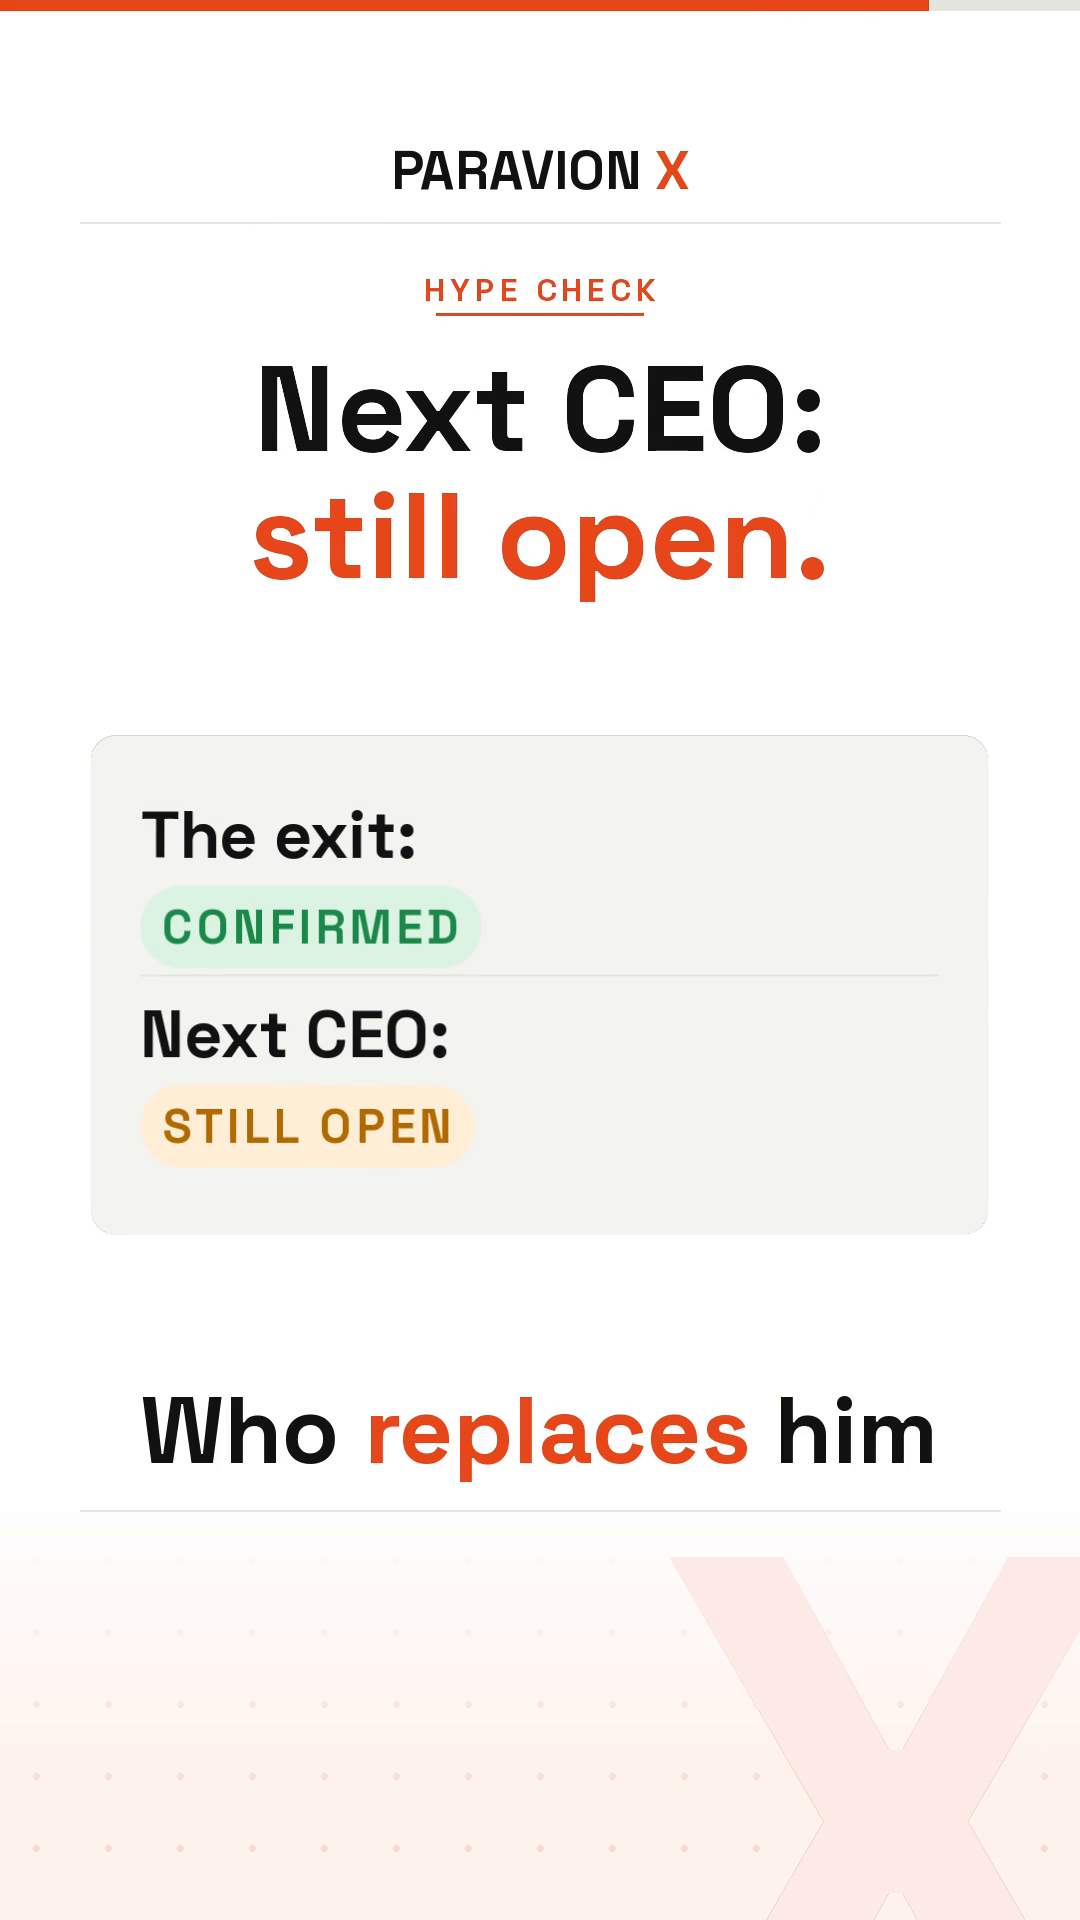 PARAVION X
HYPE CHECK
Next CEO:
still open.
The exit:
CONFIRMED
Next CEO:
STILL OPEN
Who replaces him
X